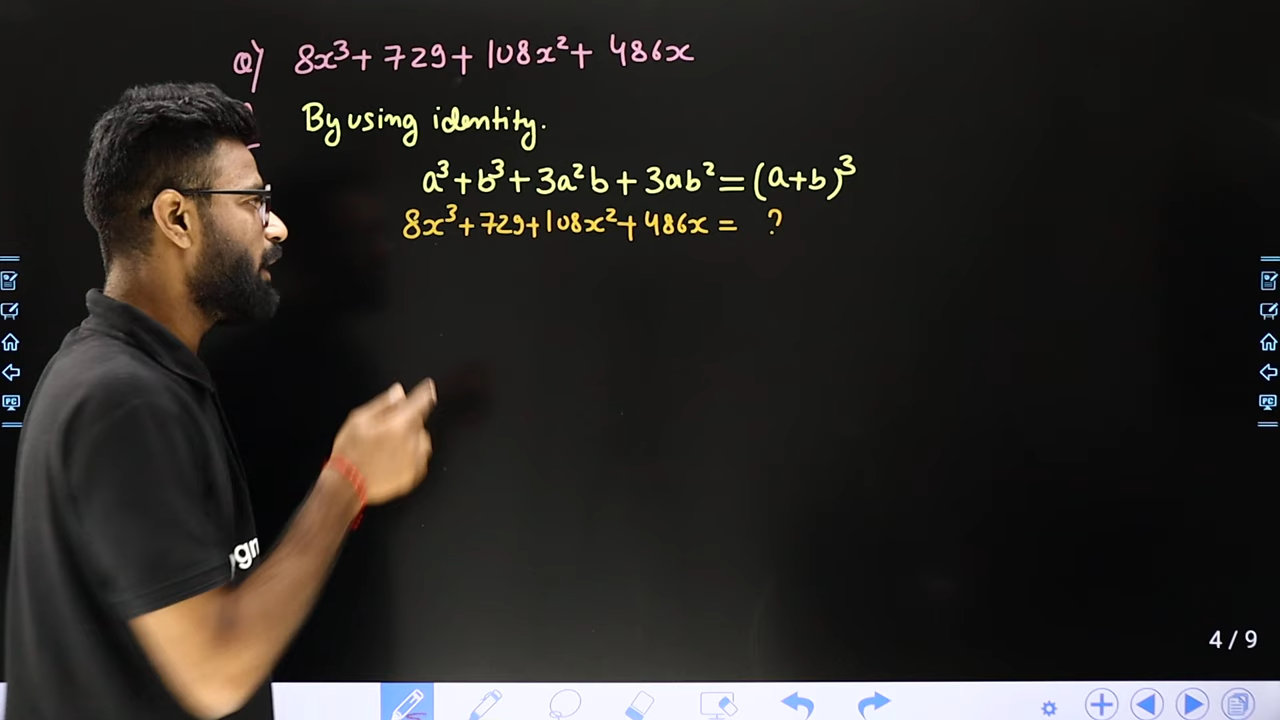 Q) 8x³+729+108x²+486x
By using identity.
a³+b³+3a²b+3ab²=(a+b)³
8x³+729+108x²+486x= ?
4/9